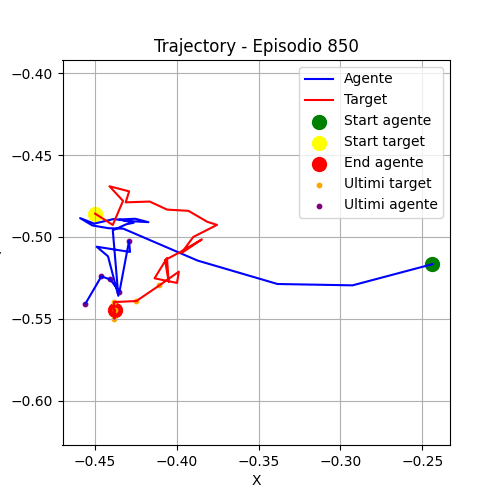 Trajectory - Episodio 850
Agente
Target
Start agente
Start target
End agente
Ultimi target
Ultimi agente
−0.40
−0.45
−0.50
−0.55
−0.60
−0.45
−0.40
−0.35
−0.30
−0.25
X